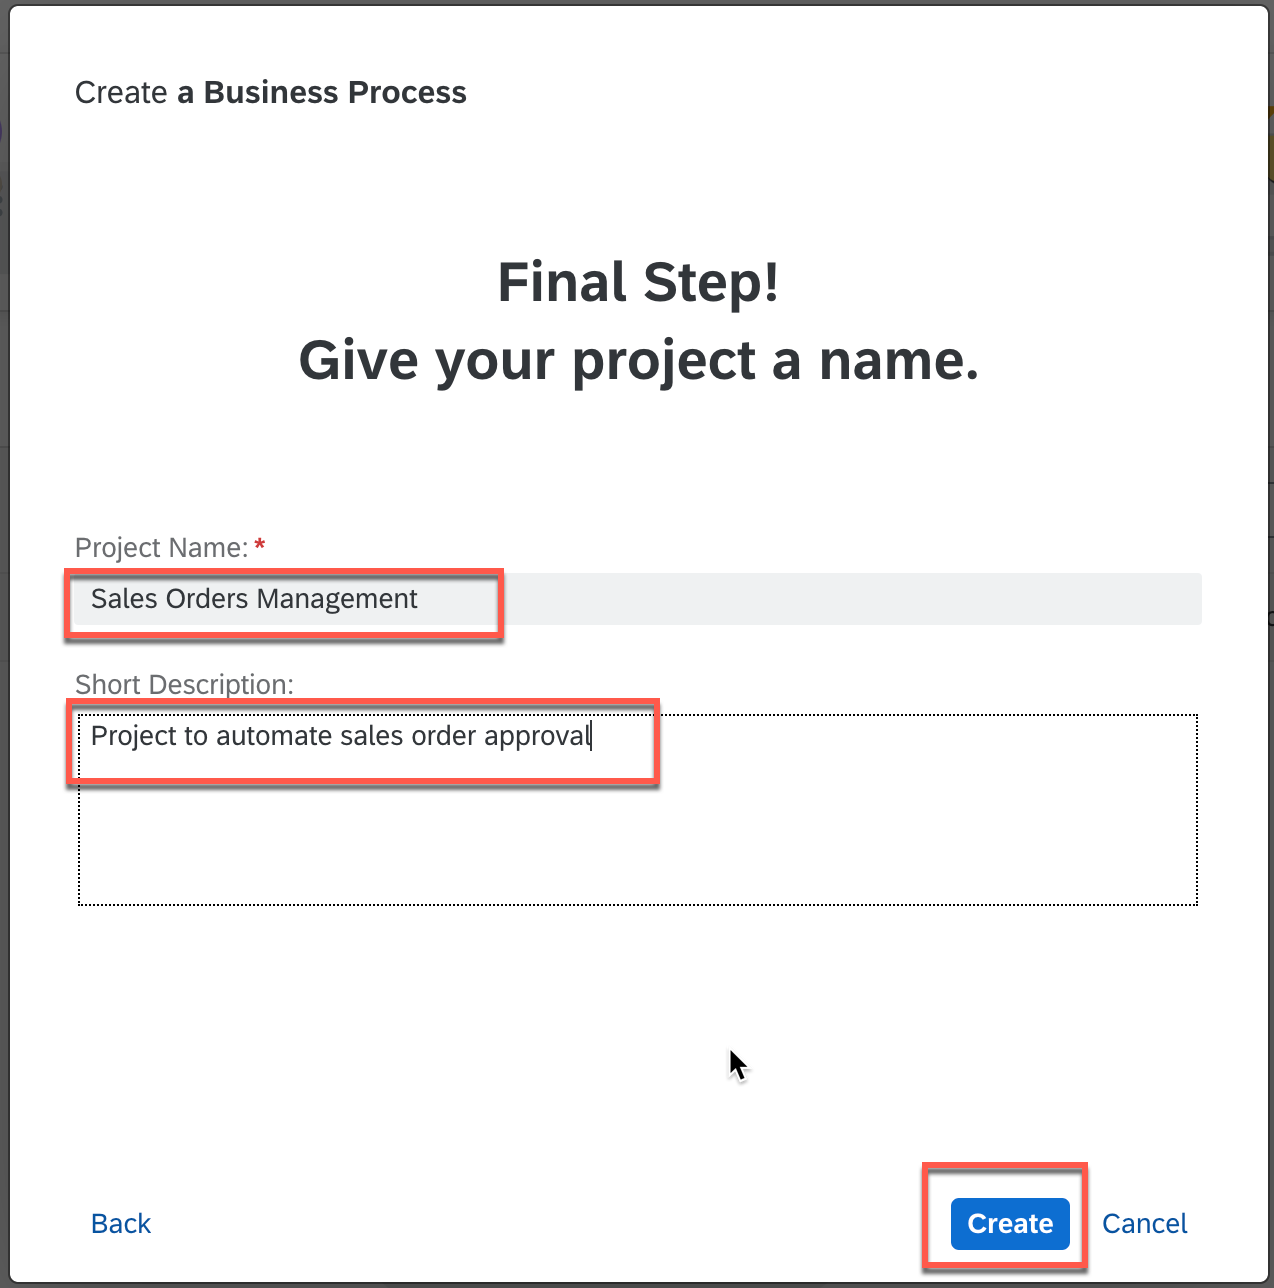 Create a Business Process
Final Step!
Give your project a name.
Project Name: *
Sales Orders Management
Short Description:
Project to automate sales order approval
Back
Create
Cancel